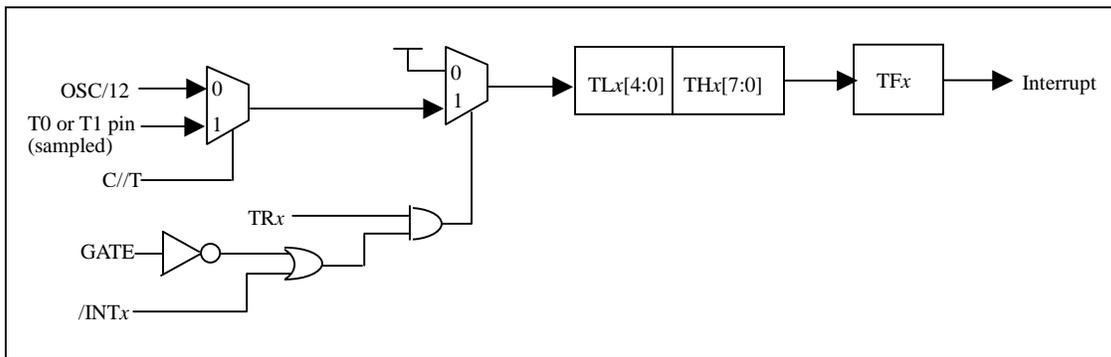 OSC/12
T0 or T1 pin
(sampled)
C//T
0
1
0
1
TLx[4:0]
THx[7:0]
TFx
Interrupt
TRx
GATE
/INTx